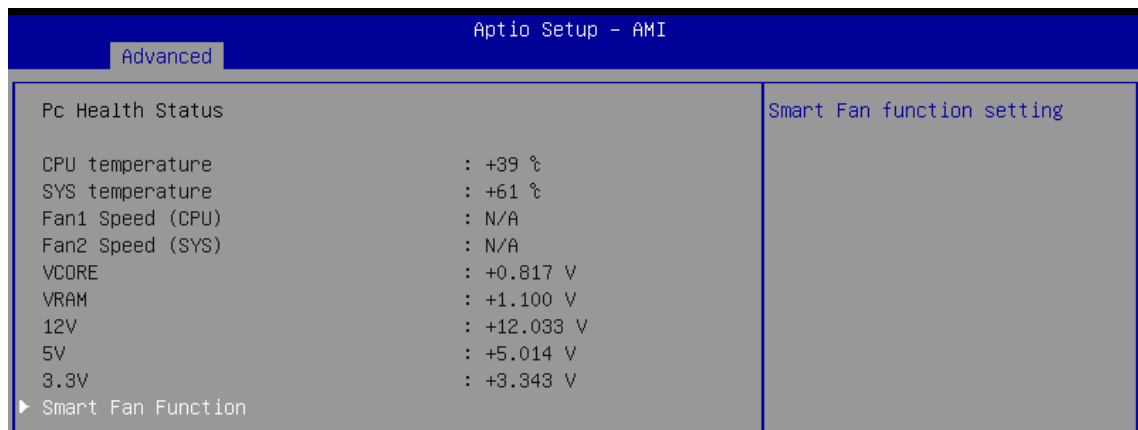 Aptio Setup – AMI
Advanced
Pc Health Status
Smart Fan function setting
CPU temperature : +39 ℃
SYS temperature : +61 ℃
Fan1 Speed (CPU) : N/A
Fan2 Speed (SYS) : N/A
VCORE : +0.817 V
VRAM : +1.100 V
12V : +12.033 V
5V : +5.014 V
3.3V : +3.343 V
Smart Fan Function